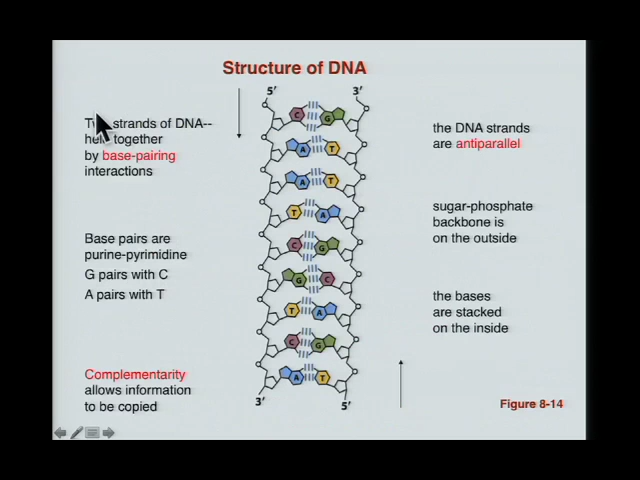 Structure of DNA
5' 3'
Two strands of DNA--
held together
by base-pairing
interactions
Base pairs are
purine-pyrimidine
G pairs with C
A pairs with T
Complementarity
allows information
to be copied
C G
A T
A T
T A
C G
G C
T A
C G
A T
3' 5'
the DNA strands
are antiparallel
sugar-phosphate
backbone is
on the outside
the bases
are stacked
on the inside
Figure 8-14